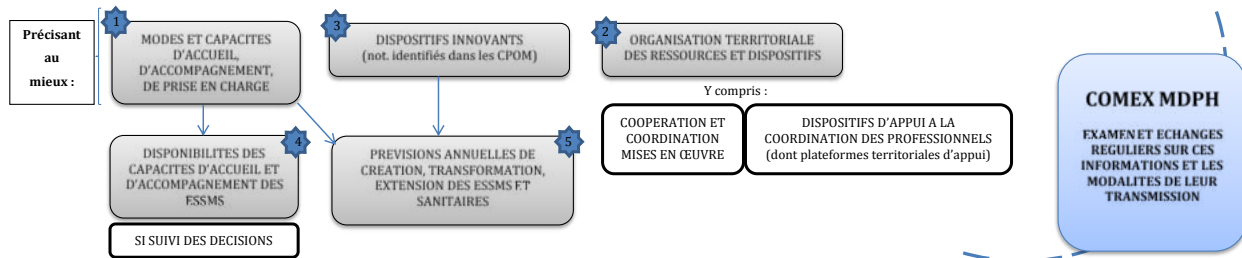 Précisant
au
mieux :
1
MODES ET CAPACITES
D'ACCUEIL,
D'ACCOMPAGNEMENT,
DE PRISE EN CHARGE
3
DISPOSITIFS INNOVANTS
(not. identifiés dans les CPOM)
2
ORGANISATION TERRITORIALE
DES RESSOURCES ET DISPOSITIFS
Y compris :
COOPERATION ET
COORDINATION
MISES EN ŒUVRE
DISPOSITIFS D'APPUI A LA
COORDINATION DES PROFESSIONNELS
(dont plateformes territoriales d'appui)
4
DISPONIBILITES DES
CAPACITES D'ACCUEIL ET
D'ACCOMPAGNEMENT DES
ESSMS
SI SUIVI DES DECISIONS
5
PREVISIONS ANNUELLES DE
CREATION, TRANSFORMATION,
EXTENSION DES ESSMS ET
SANITAIRES
COMEX MDPH
EXAMEN ET ECHANGES
REGULIERS SUR CES
INFORMATIONS ET LES
MODALITES DE LEUR
TRANSMISSION